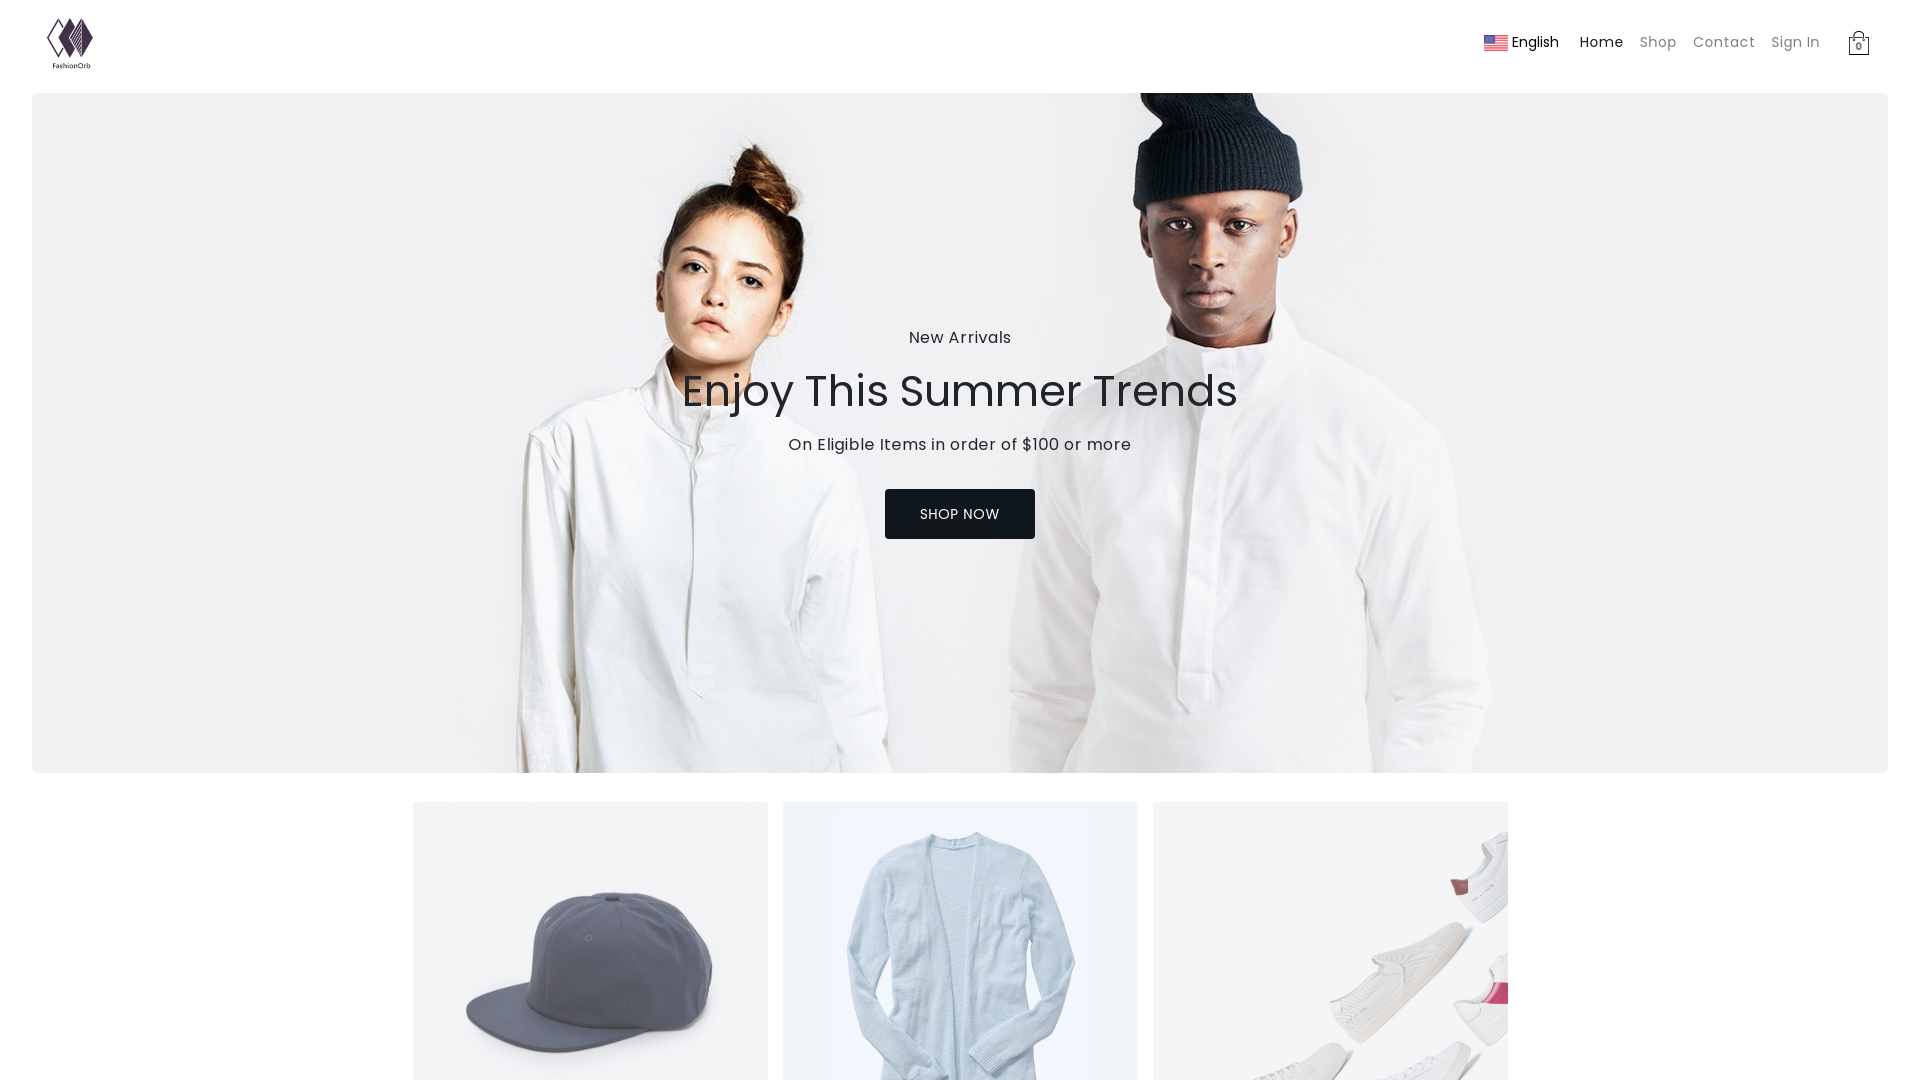 FashionOrb
English
Home
Shop
Contact
Sign In
0
New Arrivals
Enjoy This Summer Trends
On Eligible Items in order of $100 or more
SHOP NOW